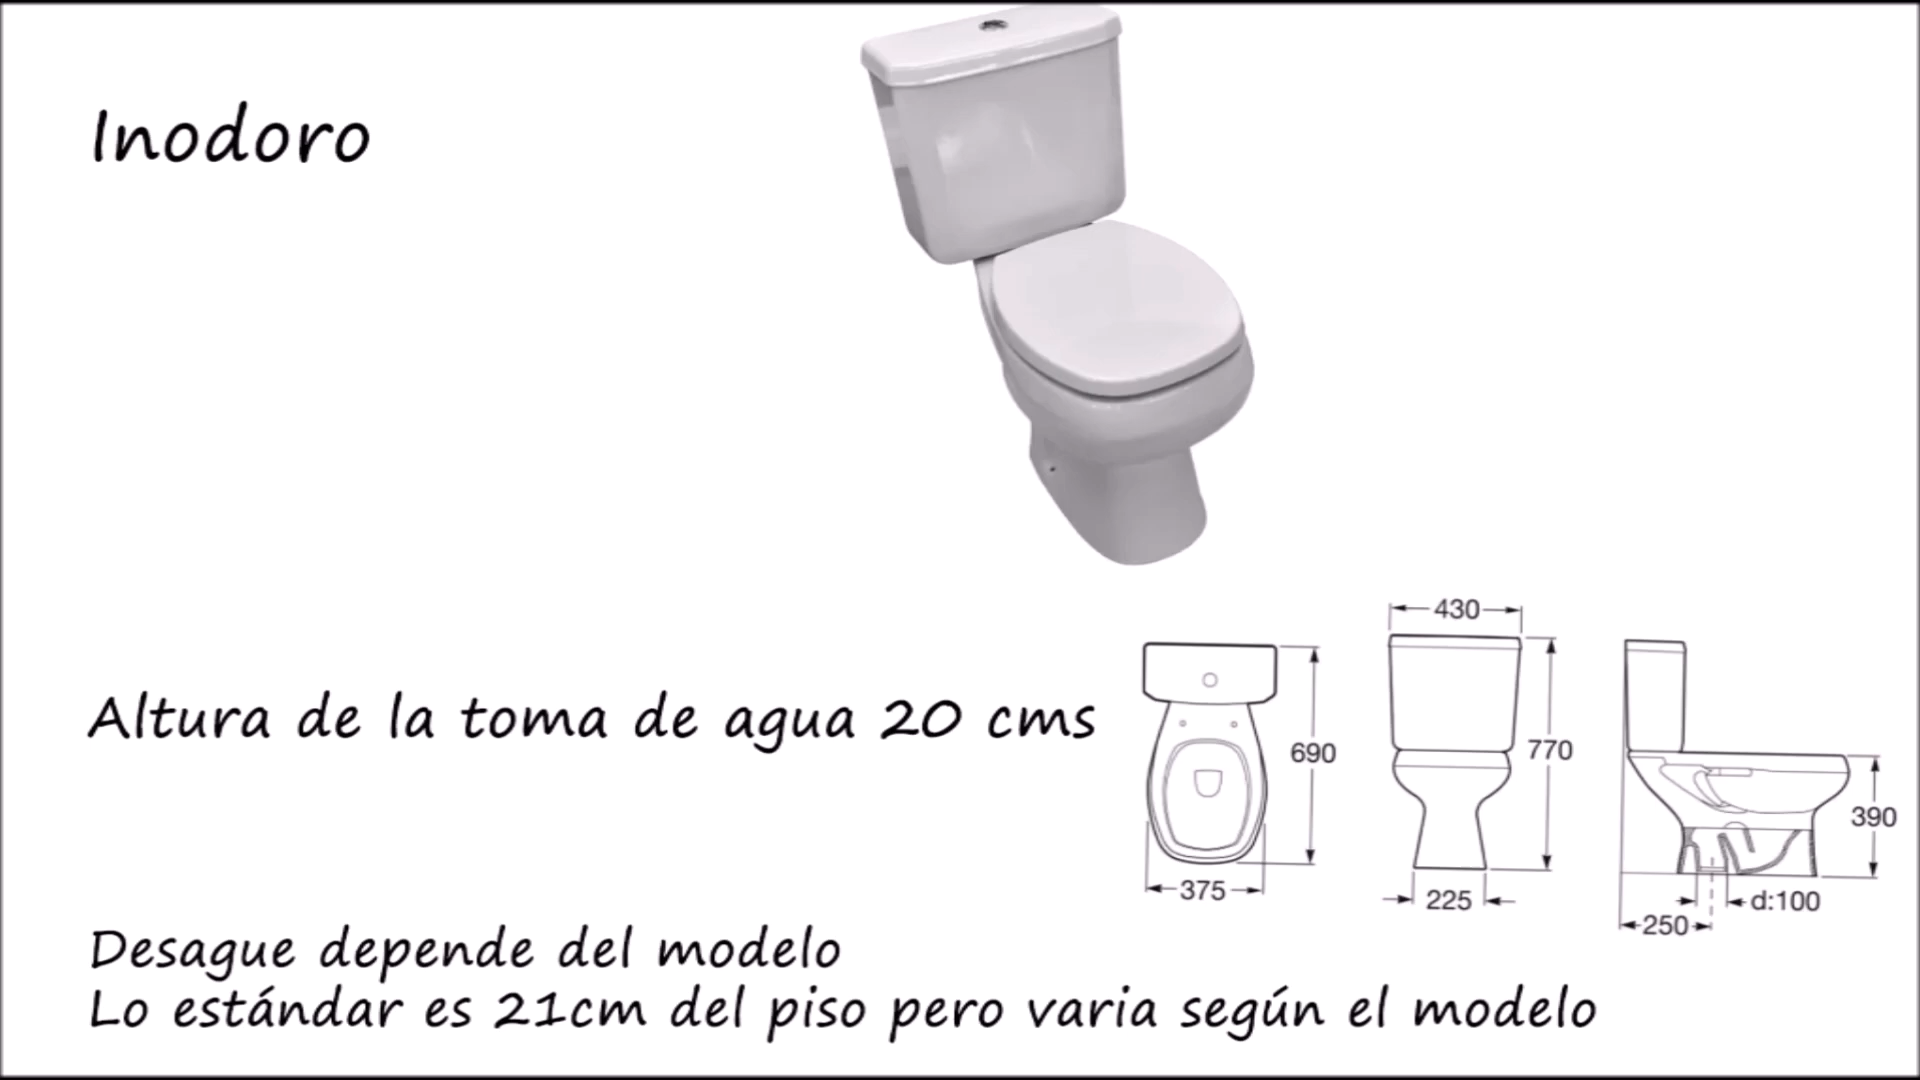 Inodoro
Altura de la toma de agua 20 cms
430
690
770
390
375
225
d:100
250
Desague depende del modelo
Lo estándar es 21cm del piso pero varia según el modelo